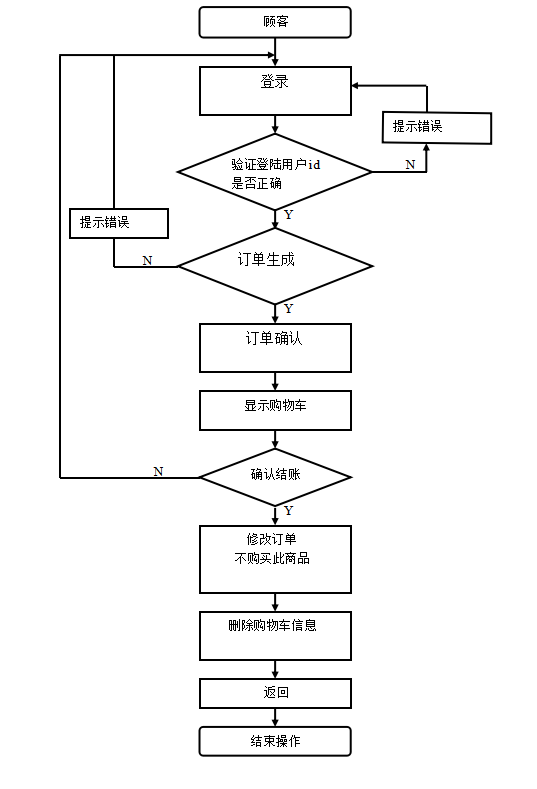 顾客
登录
提示错误
验证登陆用户id
是否正确
N
Y
提示错误
订单生成
N
Y
订单确认
显示购物车
确认结账
N
Y
修改订单
不购买此商品
删除购物车信息
返回
结束操作